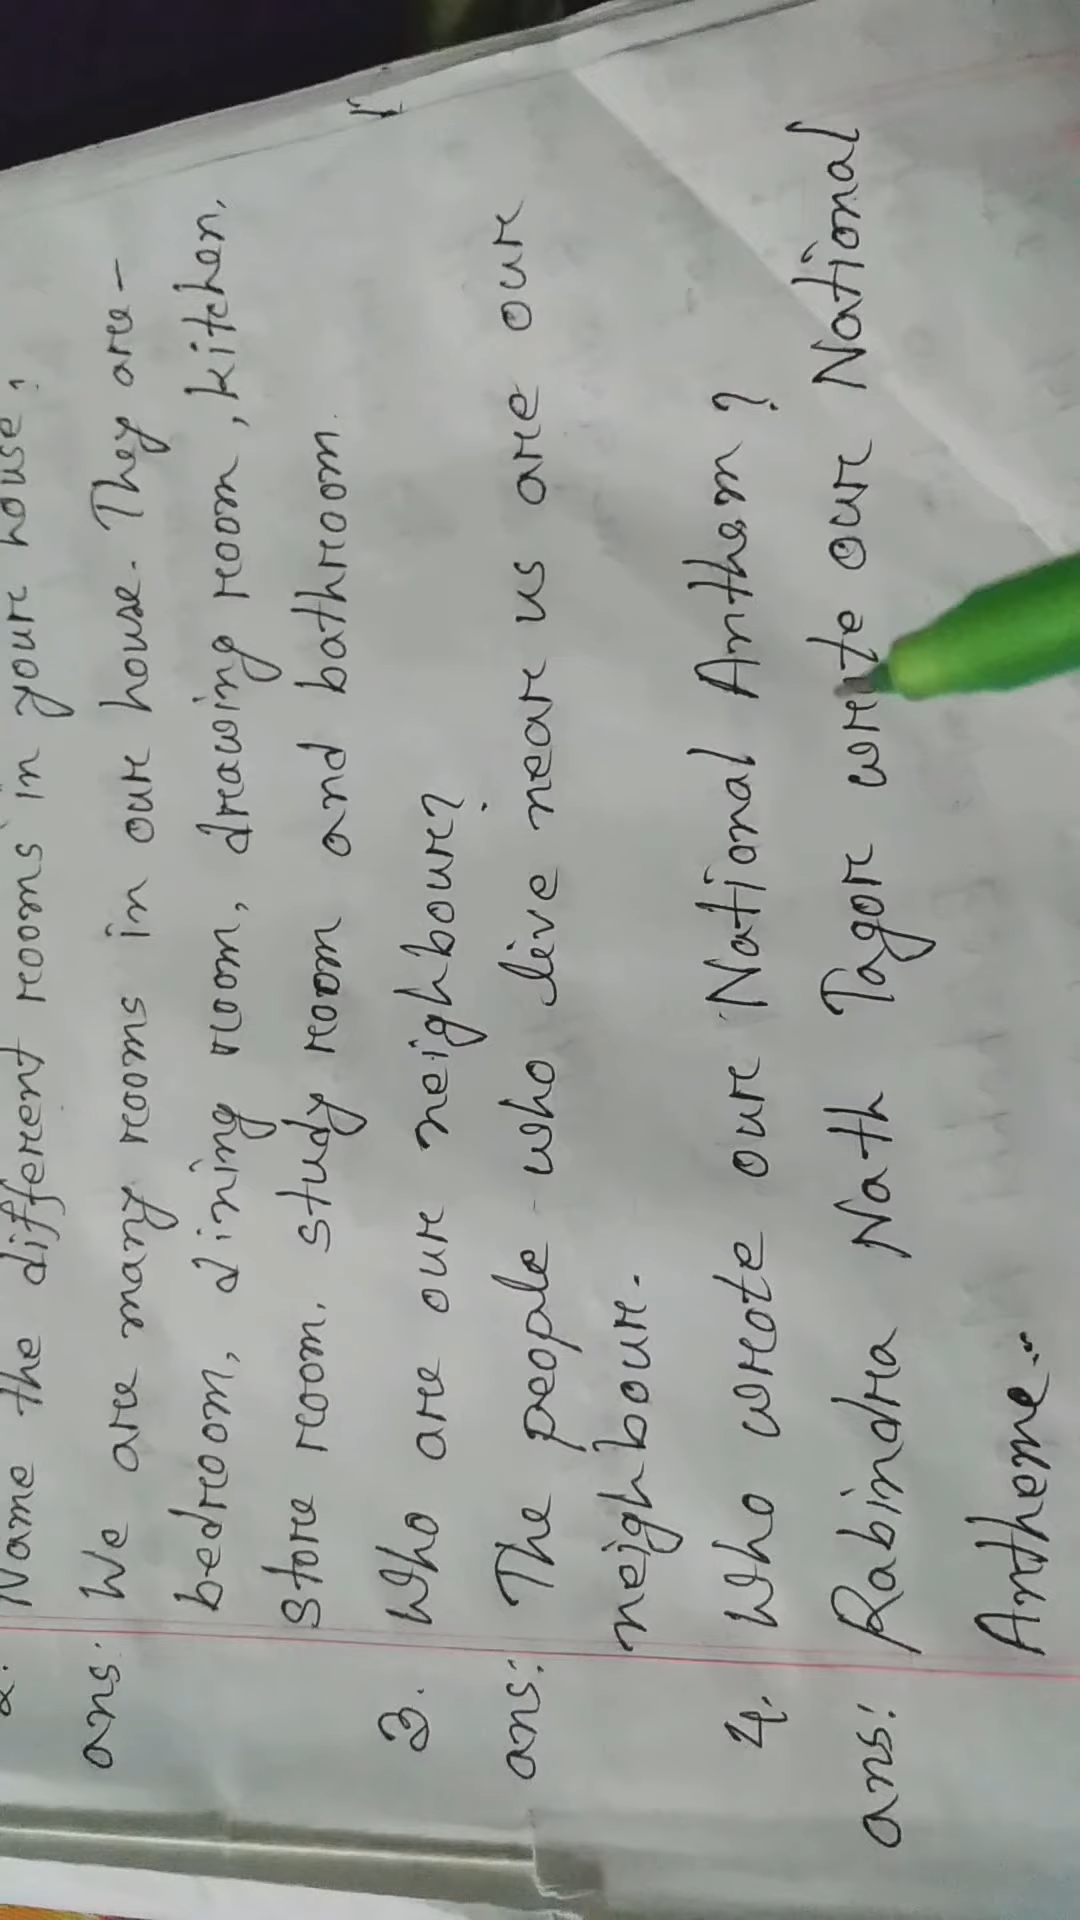 2. Name the different rooms in your house?
ans. We are many rooms in our house. They are-
bedroom, dining room, drawing room, kitchen,
Store room, study room and bathroom.
3. Who are our neighbour?
ans: The people who live near us are our
neighbour.
4. Who wrote our National Anthem?
ans: Rabindra Nath Tagor our National
Antheme.